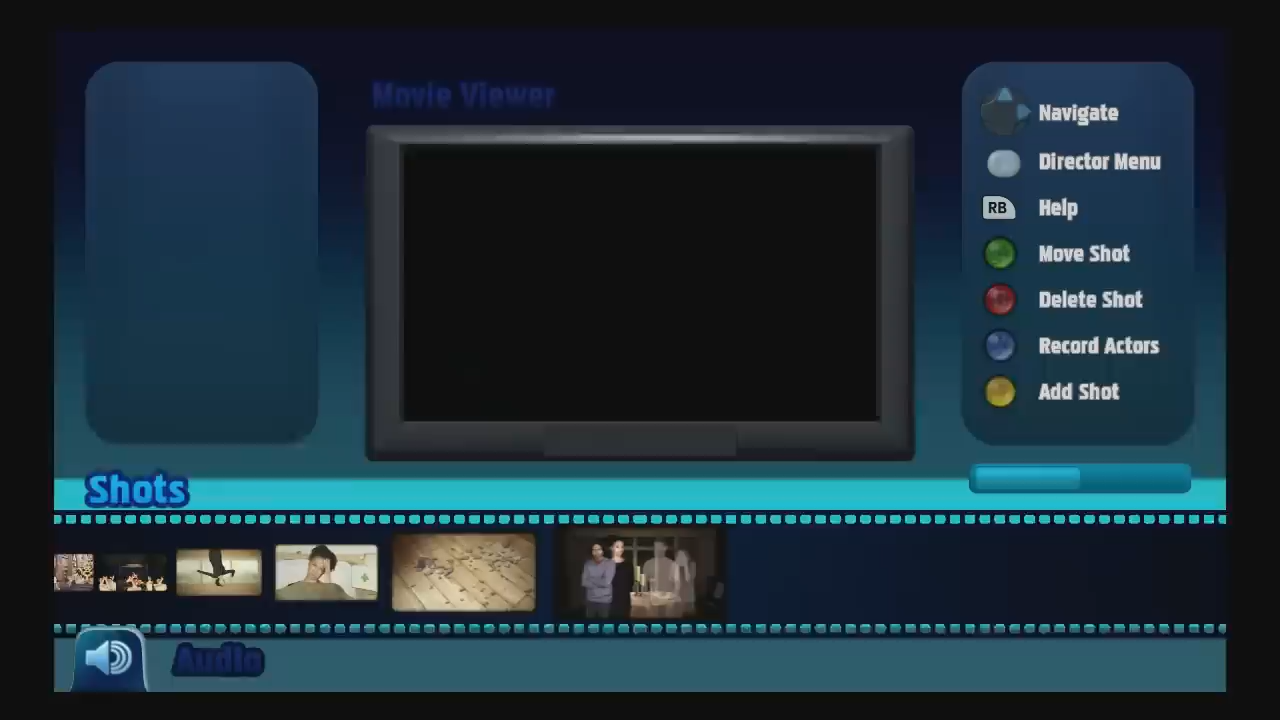 Movie Viewer
Navigate
Director Menu
RB Help
Move Shot
Delete Shot
Record Actors
Add Shot
Shots
Audio